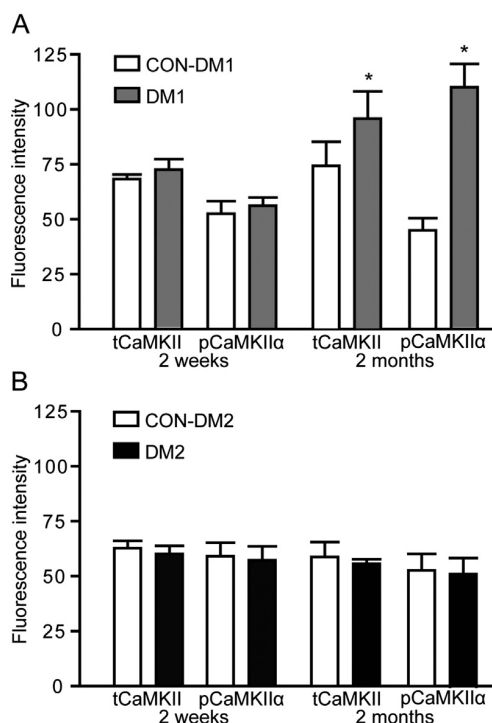 A
125
100
75
50
25
0
Fluorescence intensity
CON-DM1
DM1
*
*
tCaMKII pCaMKIIα tCaMKII pCaMKIIα
2 weeks 2 months
B
125
100
75
50
25
0
Fluorescence intensity
CON-DM2
DM2
tCaMKII pCaMKIIα tCaMKII pCaMKIIα
2 weeks 2 months